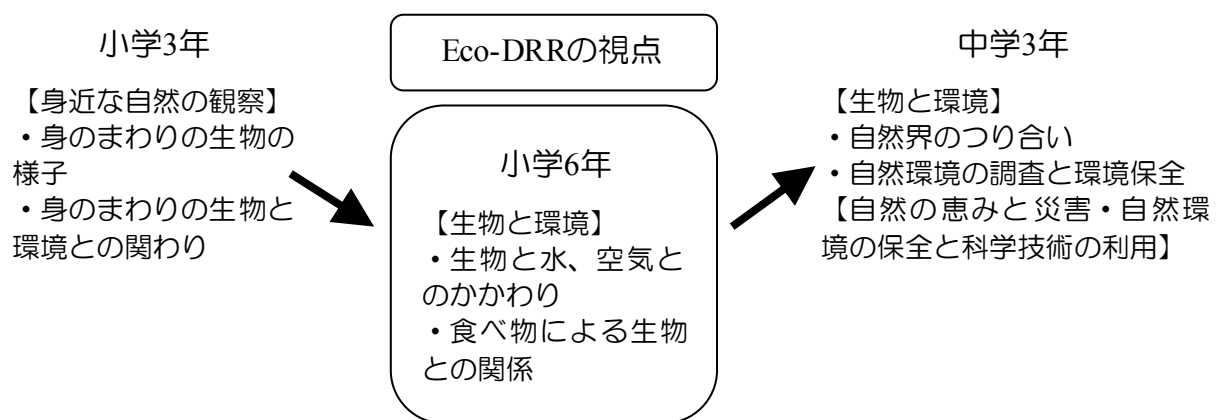 小学3年
【身近な自然の観察】
・身のまわりの生物の
様子
・身のまわりの生物と
環境との関わり
Eco-DRRの視点
小学6年
【生物と環境】
・生物と水、空気と
のかかわり
・食べ物による生物
との関係
中学3年
【生物と環境】
・自然界のつり合い
・自然環境の調査と環境保全
【自然の恵みと災害・自然環
境の保全と科学技術の利用】